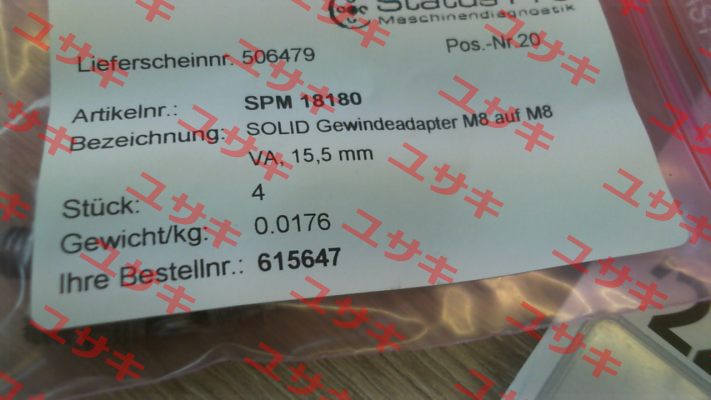 Maschinendiagnostik
Lieferscheinnr. 506479
Pos.-Nr.20
Artikelnr.: SPM 18180
Bezeichnung: SOLID Gewindeadapter M8 auf M8
VA, 15,5 mm
Stück: 4
Gewicht/kg: 0.0176
Ihre Bestellnr.: 615647
ユサキ